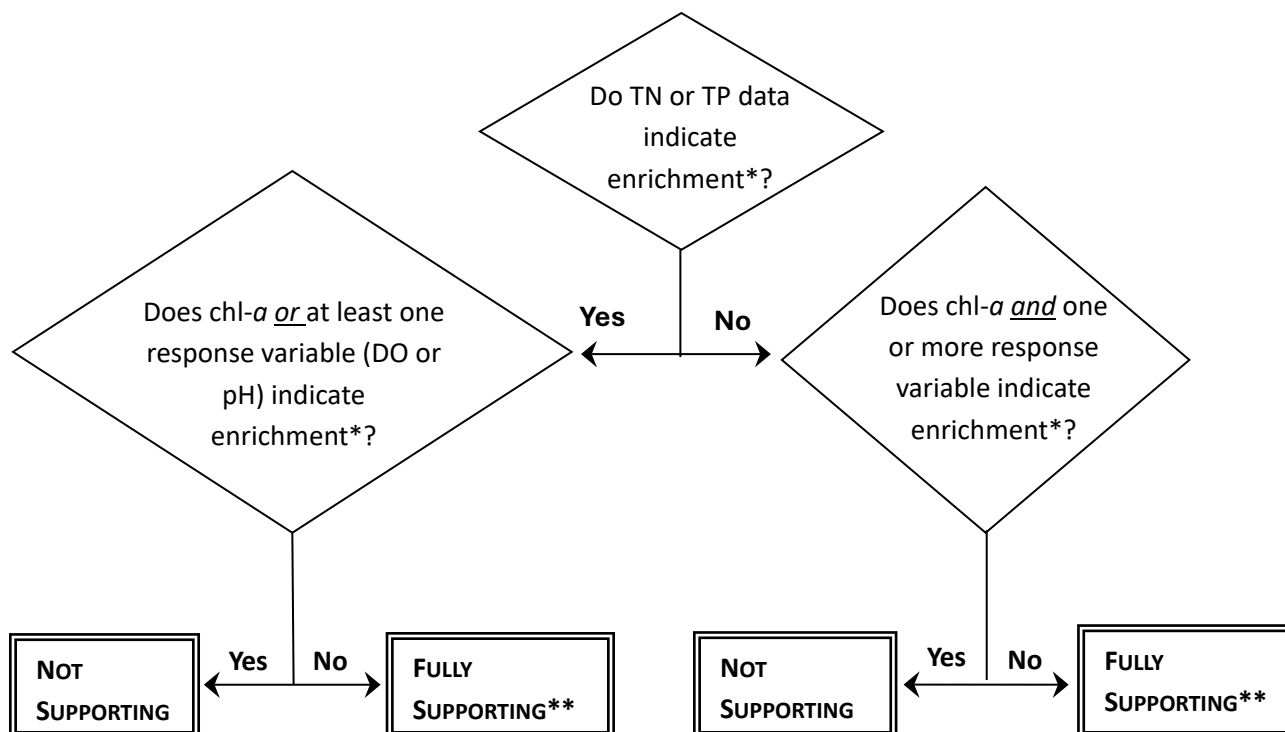 Do TN or TP data
indicate
enrichment*?
Does chl-a or at least one
response variable (DO or
pH) indicate
enrichment*?
Yes
No
Does chl-a and one
or more response
variable indicate
enrichment*?
NOT
SUPPORTING
Yes
No
FULLY
SUPPORTING**
NOT
SUPPORTING
Yes
No
FULLY
SUPPORTING**